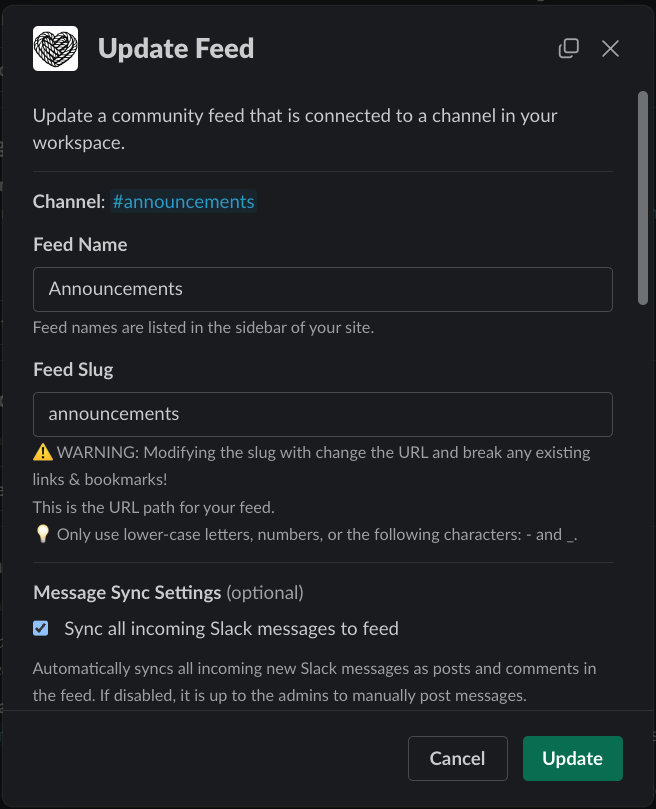 Update Feed
Update a community feed that is connected to a channel in your
workspace.
Channel: #announcements
Feed Name
Announcements
Feed names are listed in the sidebar of your site.
Feed Slug
announcements
⚠️ WARNING: Modifying the slug with change the URL and break any existing
links & bookmarks!
This is the URL path for your feed.
💡 Only use lower-case letters, numbers, or the following characters: - and _.
Message Sync Settings (optional)
Sync all incoming Slack messages to feed
Automatically syncs all incoming new Slack messages as posts and comments in
the feed. If disabled, it is up to the admins to manually post messages.
Cancel
Update